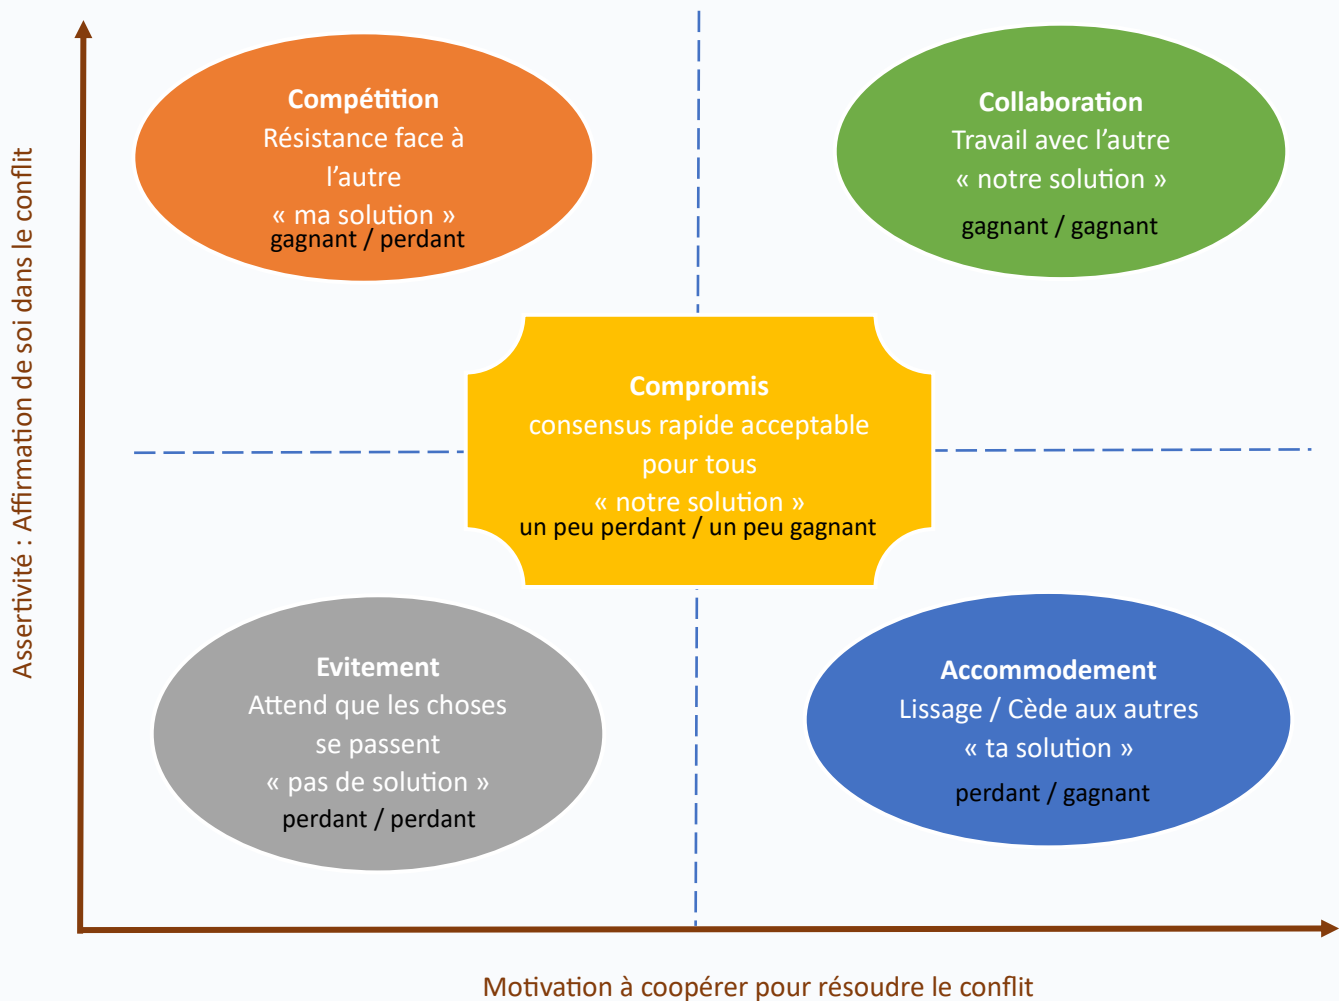 Assertivité : Affirmation de soi dans le conflit
Compétition
Résistance face à
l’autre
« ma solution »
gagnant / perdant
Collaboration
Travail avec l’autre
« notre solution »
gagnant / gagnant
Compromis
consensus rapide acceptable
pour tous
« notre solution »
un peu perdant / un peu gagnant
Evitement
Attend que les choses
se passent
« pas de solution »
perdant / perdant
Accommodement
Lissage / Cède aux autres
« ta solution »
perdant / gagnant
Motivation à coopérer pour résoudre le conflit